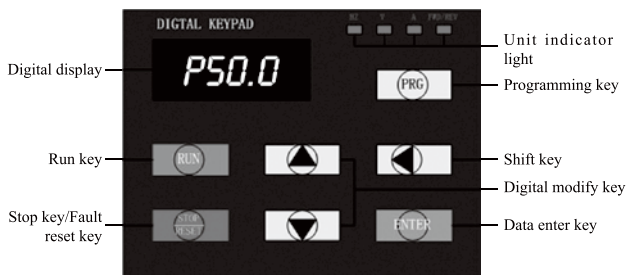 DIGTAL KEYPAD
HZ V A FWD/REV
Unit indicator
light
Digital display
P50.0
PRG
Programming key
Run key
RUN
Shift key
Digital modify key
Stop key/Fault
reset key
STOP
RESET
ENTER
Data enter key